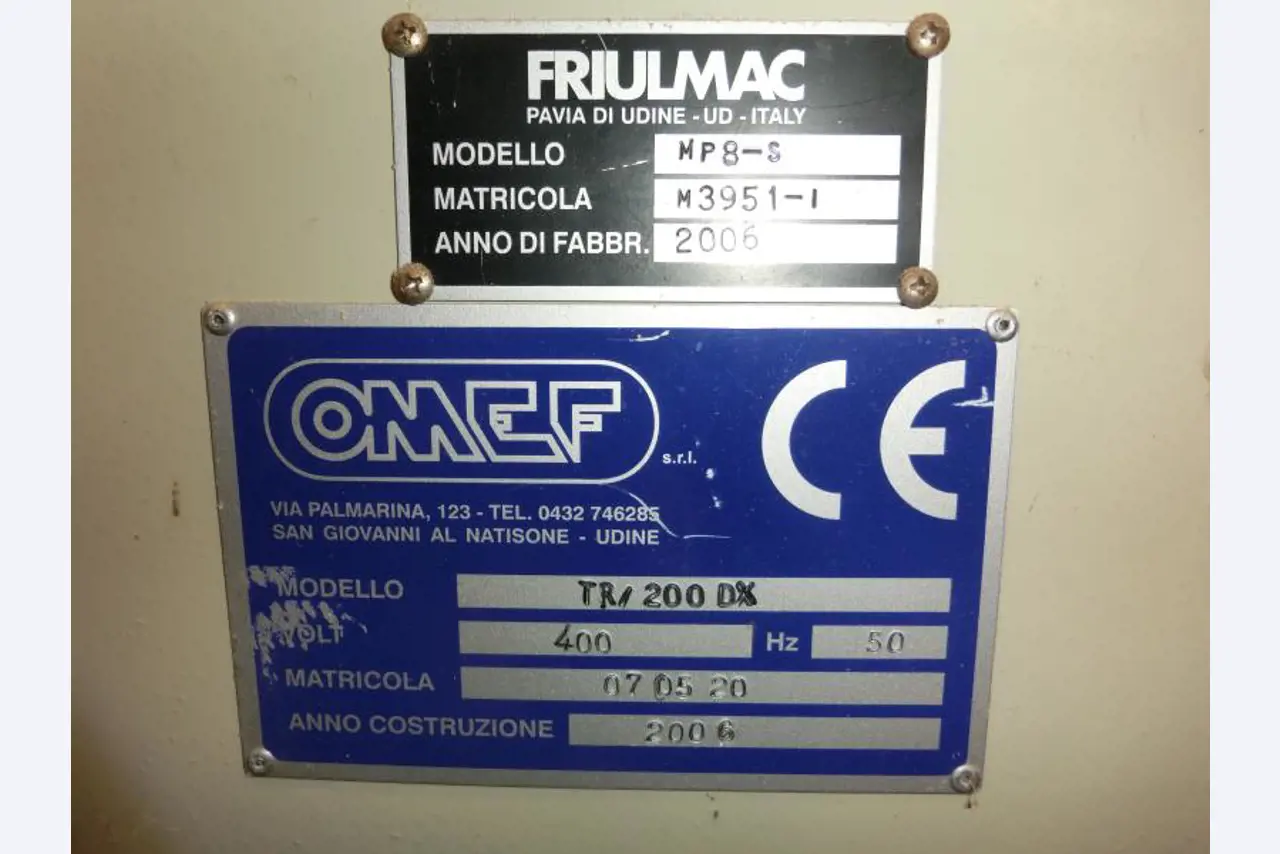 FRIULMAC
PAVIA DI UDINE - UD - ITALY
MODELLO MP8-S
MATRICOLA M3951-1
ANNO DI FABBR. 2006
OMEF s.r.l. CE
VIA PALMARINA, 123 - TEL. 0432 746285
SAN GIOVANNI AL NATISONE - UDINE
MODELLO TR/200 DX
VOLT 400 Hz 50
MATRICOLA 07 05 20
ANNO COSTRUZIONE 2006